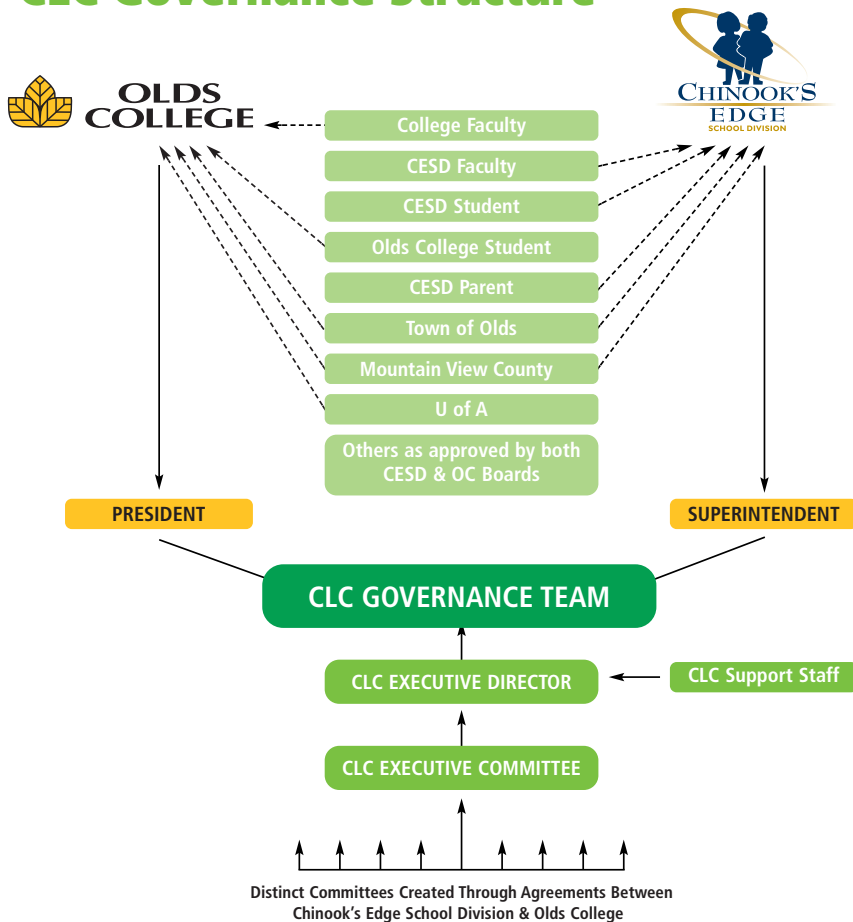 CLC Governance Structure
OLDS
COLLEGE
CHINOOK'S
EDGE
SCHOOL DIVISION
College Faculty
CESD Faculty
CESD Student
Olds College Student
CESD Parent
Town of Olds
Mountain View County
U of A
Others as approved by both
CESD & OC Boards
PRESIDENT
SUPERINTENDENT
CLC GOVERNANCE TEAM
CLC EXECUTIVE DIRECTOR
CLC Support Staff
CLC EXECUTIVE COMMITTEE
Distinct Committees Created Through Agreements Between
Chinook's Edge School Division & Olds College